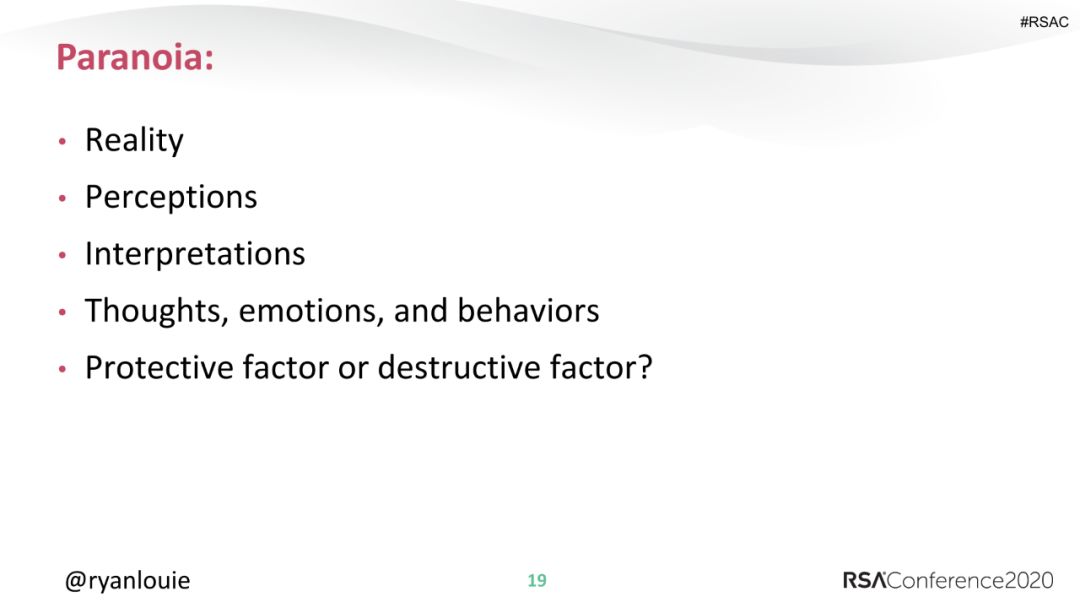 #RSAC
Paranoia:
• Reality
• Perceptions
• Interpretations
• Thoughts, emotions, and behaviors
• Protective factor or destructive factor?
@ryanlouie
19
RSAConference2020